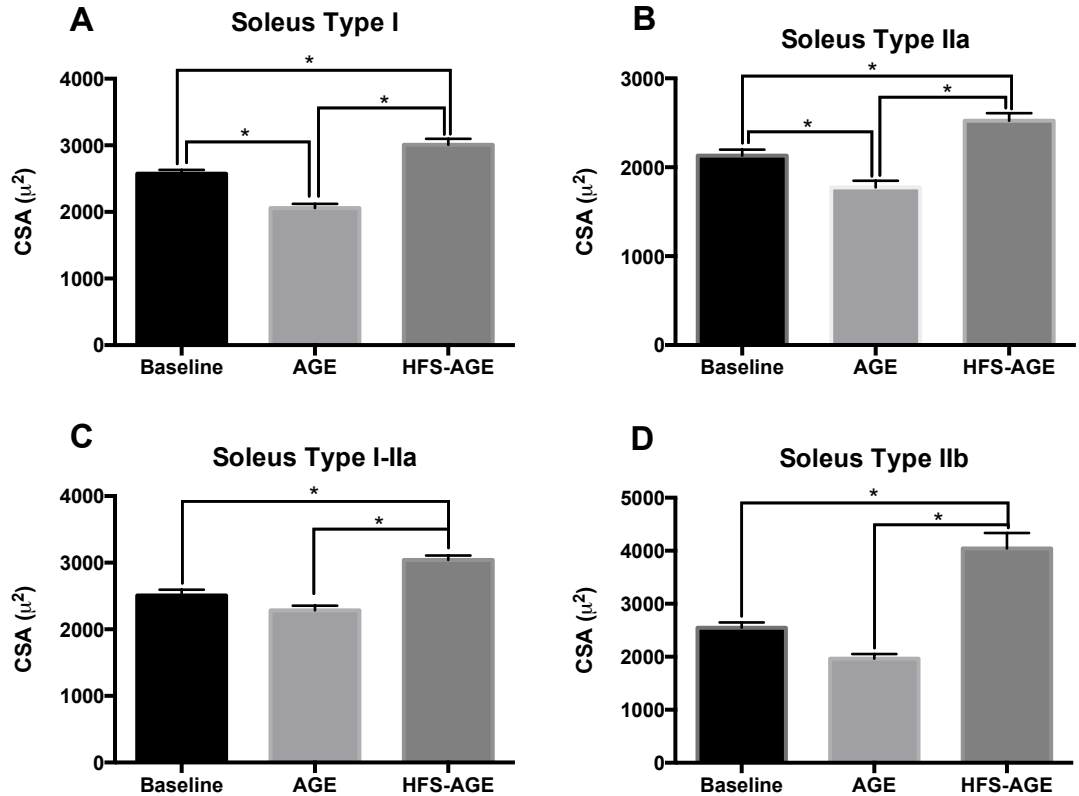 A
Soleus Type I
CSA (μ²)
4000
3000
2000
1000
0
*
*
*
Baseline AGE HFS-AGE
B
Soleus Type IIa
CSA (μ²)
3000
2000
1000
0
*
*
*
Baseline AGE HFS-AGE
C
Soleus Type I-IIa
CSA (μ²)
4000
3000
2000
1000
0
*
*
Baseline AGE HFS-AGE
D
Soleus Type IIb
CSA (μ²)
5000
4000
3000
2000
1000
0
*
*
Baseline AGE HFS-AGE